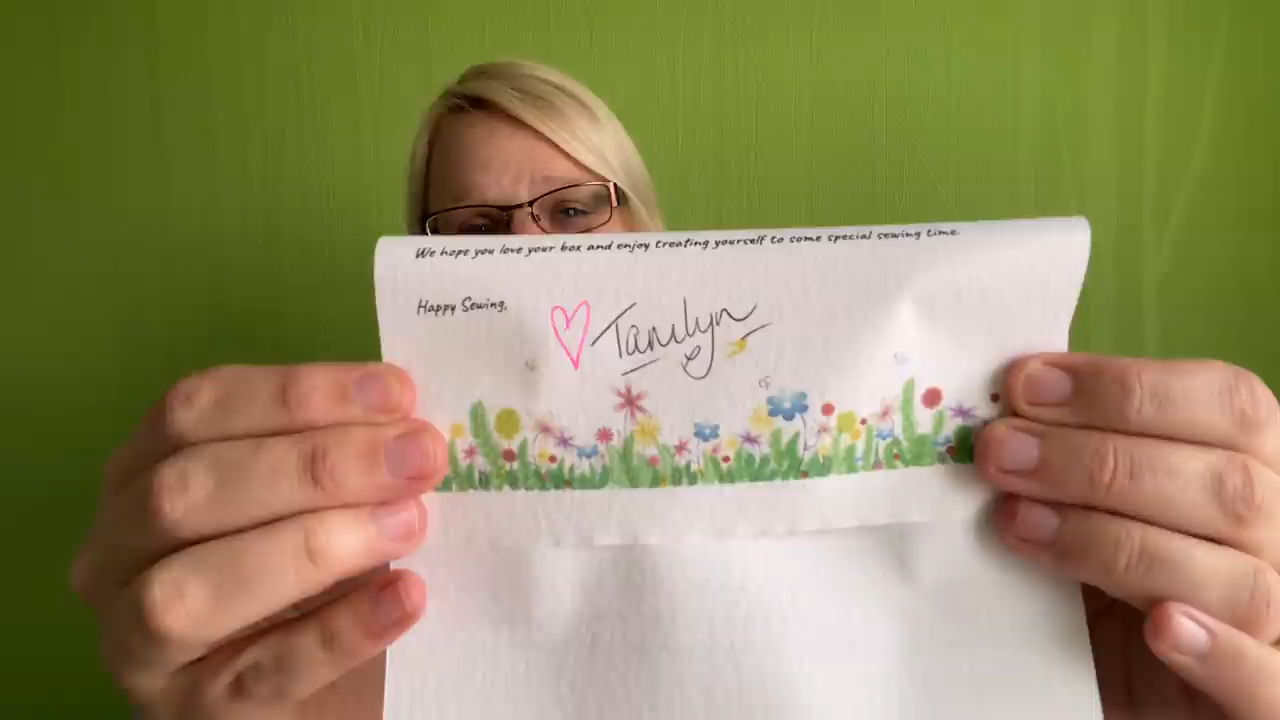 We hope you love your box and enjoy treating yourself to some special sewing time.
Happy Sewing,
Tamlyn